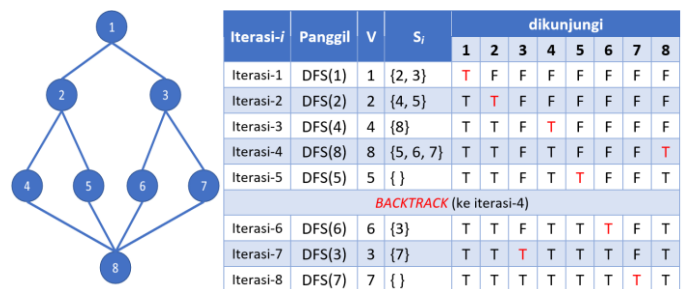 1
2
3
4
5
6
7
8
Iterasi-i Panggil V Si dikunjungi
1 2 3 4 5 6 7 8
Iterasi-1 DFS(1) 1 {2, 3} T F F F F F F F
Iterasi-2 DFS(2) 2 {4, 5} T T F F F F F F
Iterasi-3 DFS(4) 4 {8} T T F T F F F F
Iterasi-4 DFS(8) 8 {5, 6, 7} T T F T F F F T
Iterasi-5 DFS(5) 5 { } T T F T T F F T
BACKTRACK (ke iterasi-4)
Iterasi-6 DFS(6) 6 {3} T T F T T T F T
Iterasi-7 DFS(3) 3 {7} T T T T T T F T
Iterasi-8 DFS(7) 7 { } T T T T T T T T